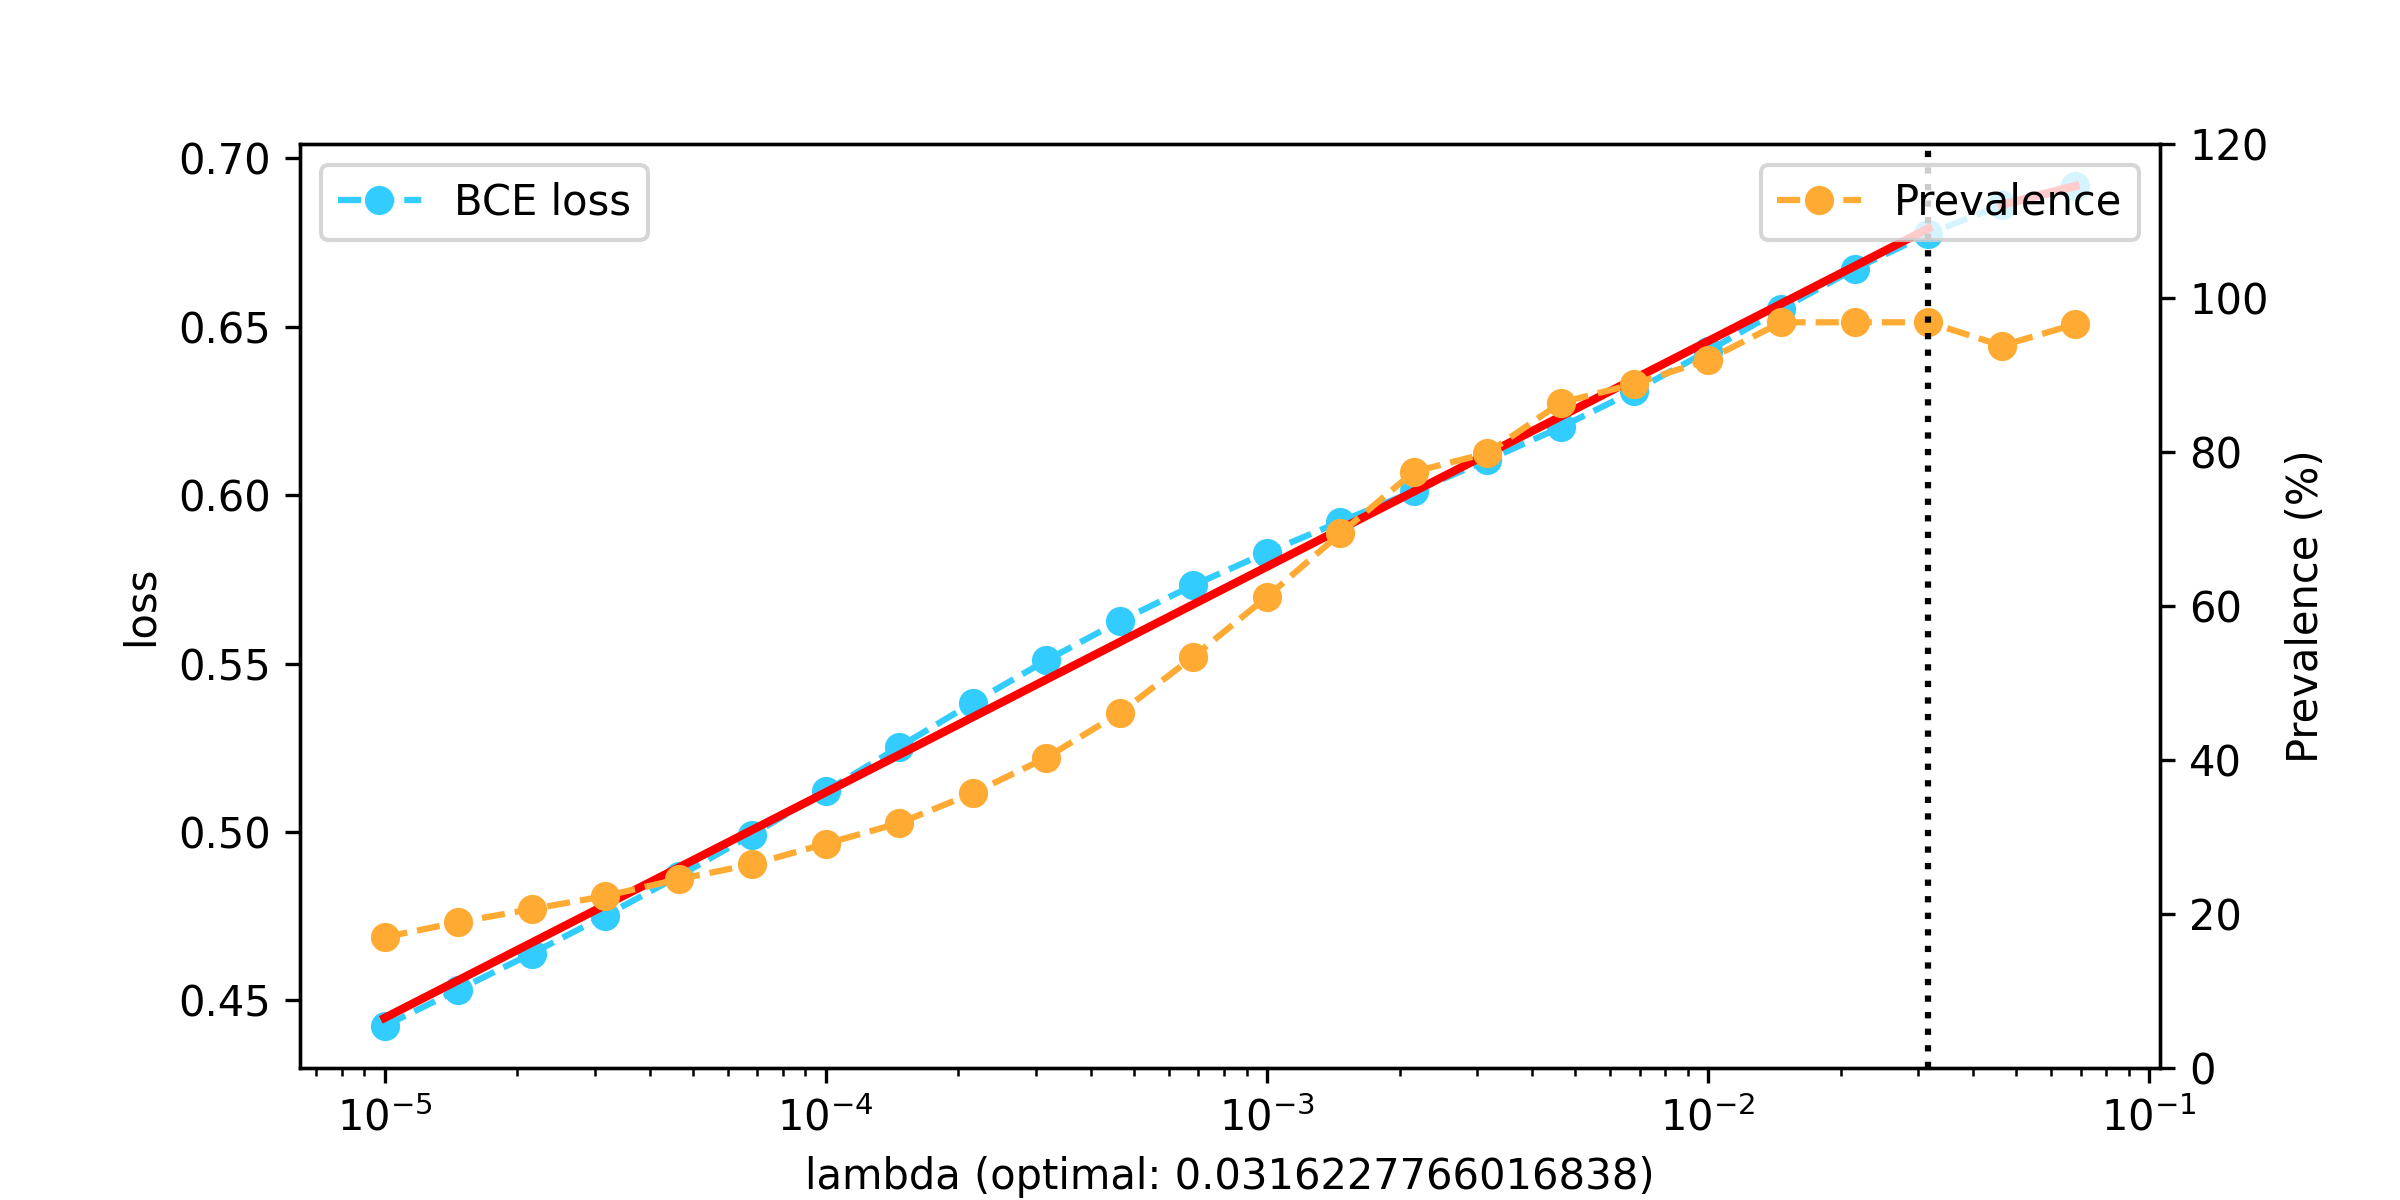 BCE loss
Prevalence
0.70
0.65
0.60
0.55
0.50
0.45
loss
120
100
80
60
40
20
0
Prevalence (%)
10⁻⁵ 10⁻⁴ 10⁻³ 10⁻² 10⁻¹
lambda (optimal: 0.0316227766016838)